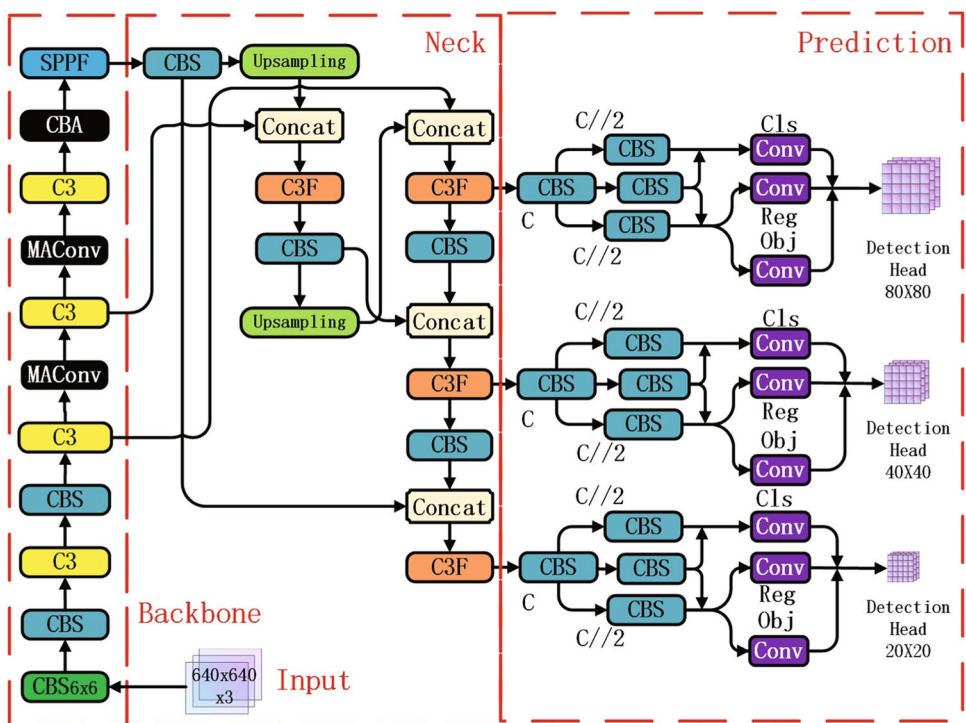 Neck
Prediction
SPPF
CBS
Upsampling
CBA
Concat
Concat
C3
C3F
C3F
MAConv
CBS
CBS
C3
Upsampling
Concat
MAConv
C3F
C3
CBS
CBS
Concat
C3
C3F
CBS
Backbone
CBS6x6
640x640
x3
Input
C//2
CBS
Cls
Conv
CBS
CBS
Conv
C
CBS
Reg
Obj
C//2
Conv
Detection
Head
80X80
C//2
CBS
Cls
Conv
CBS
CBS
Conv
C
CBS
Reg
Obj
C//2
Conv
Detection
Head
40X40
C//2
CBS
Cls
Conv
CBS
CBS
Conv
C
CBS
Reg
Obj
C//2
Conv
Detection
Head
20X20